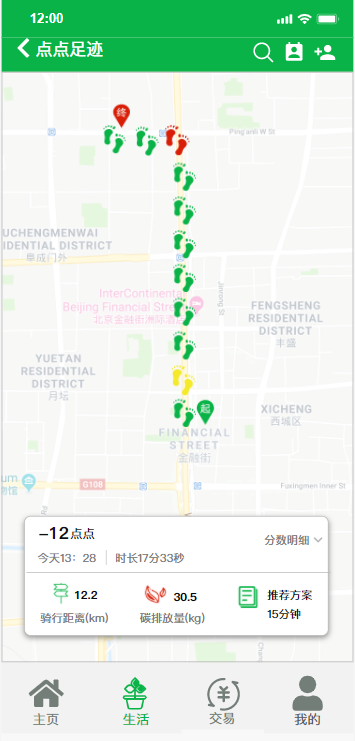 12:00
点点足迹
终
Pinganli W St
UCHENGMENWAI
IDENTIAL DISTRICT
阜成门外
InterContinenta
Beijing Financial St
北京金融街洲际酒店
Jinrong St
FENGSHENG
RESIDENTIAL
DISTRICT
丰盛
YUETAN
RESIDENTIAL
DISTRICT
月坛
起
XICHENG
西城区
FINANCIAL
STREET
金融街
um
物馆
G108
Fuxingmen Inner St
-12点点
分数明细
今天13：28
时长17分33秒
12.2
骑行距离(km)
30.5
碳排放量(kg)
推荐方案
15分钟
主页
生活
交易
我的